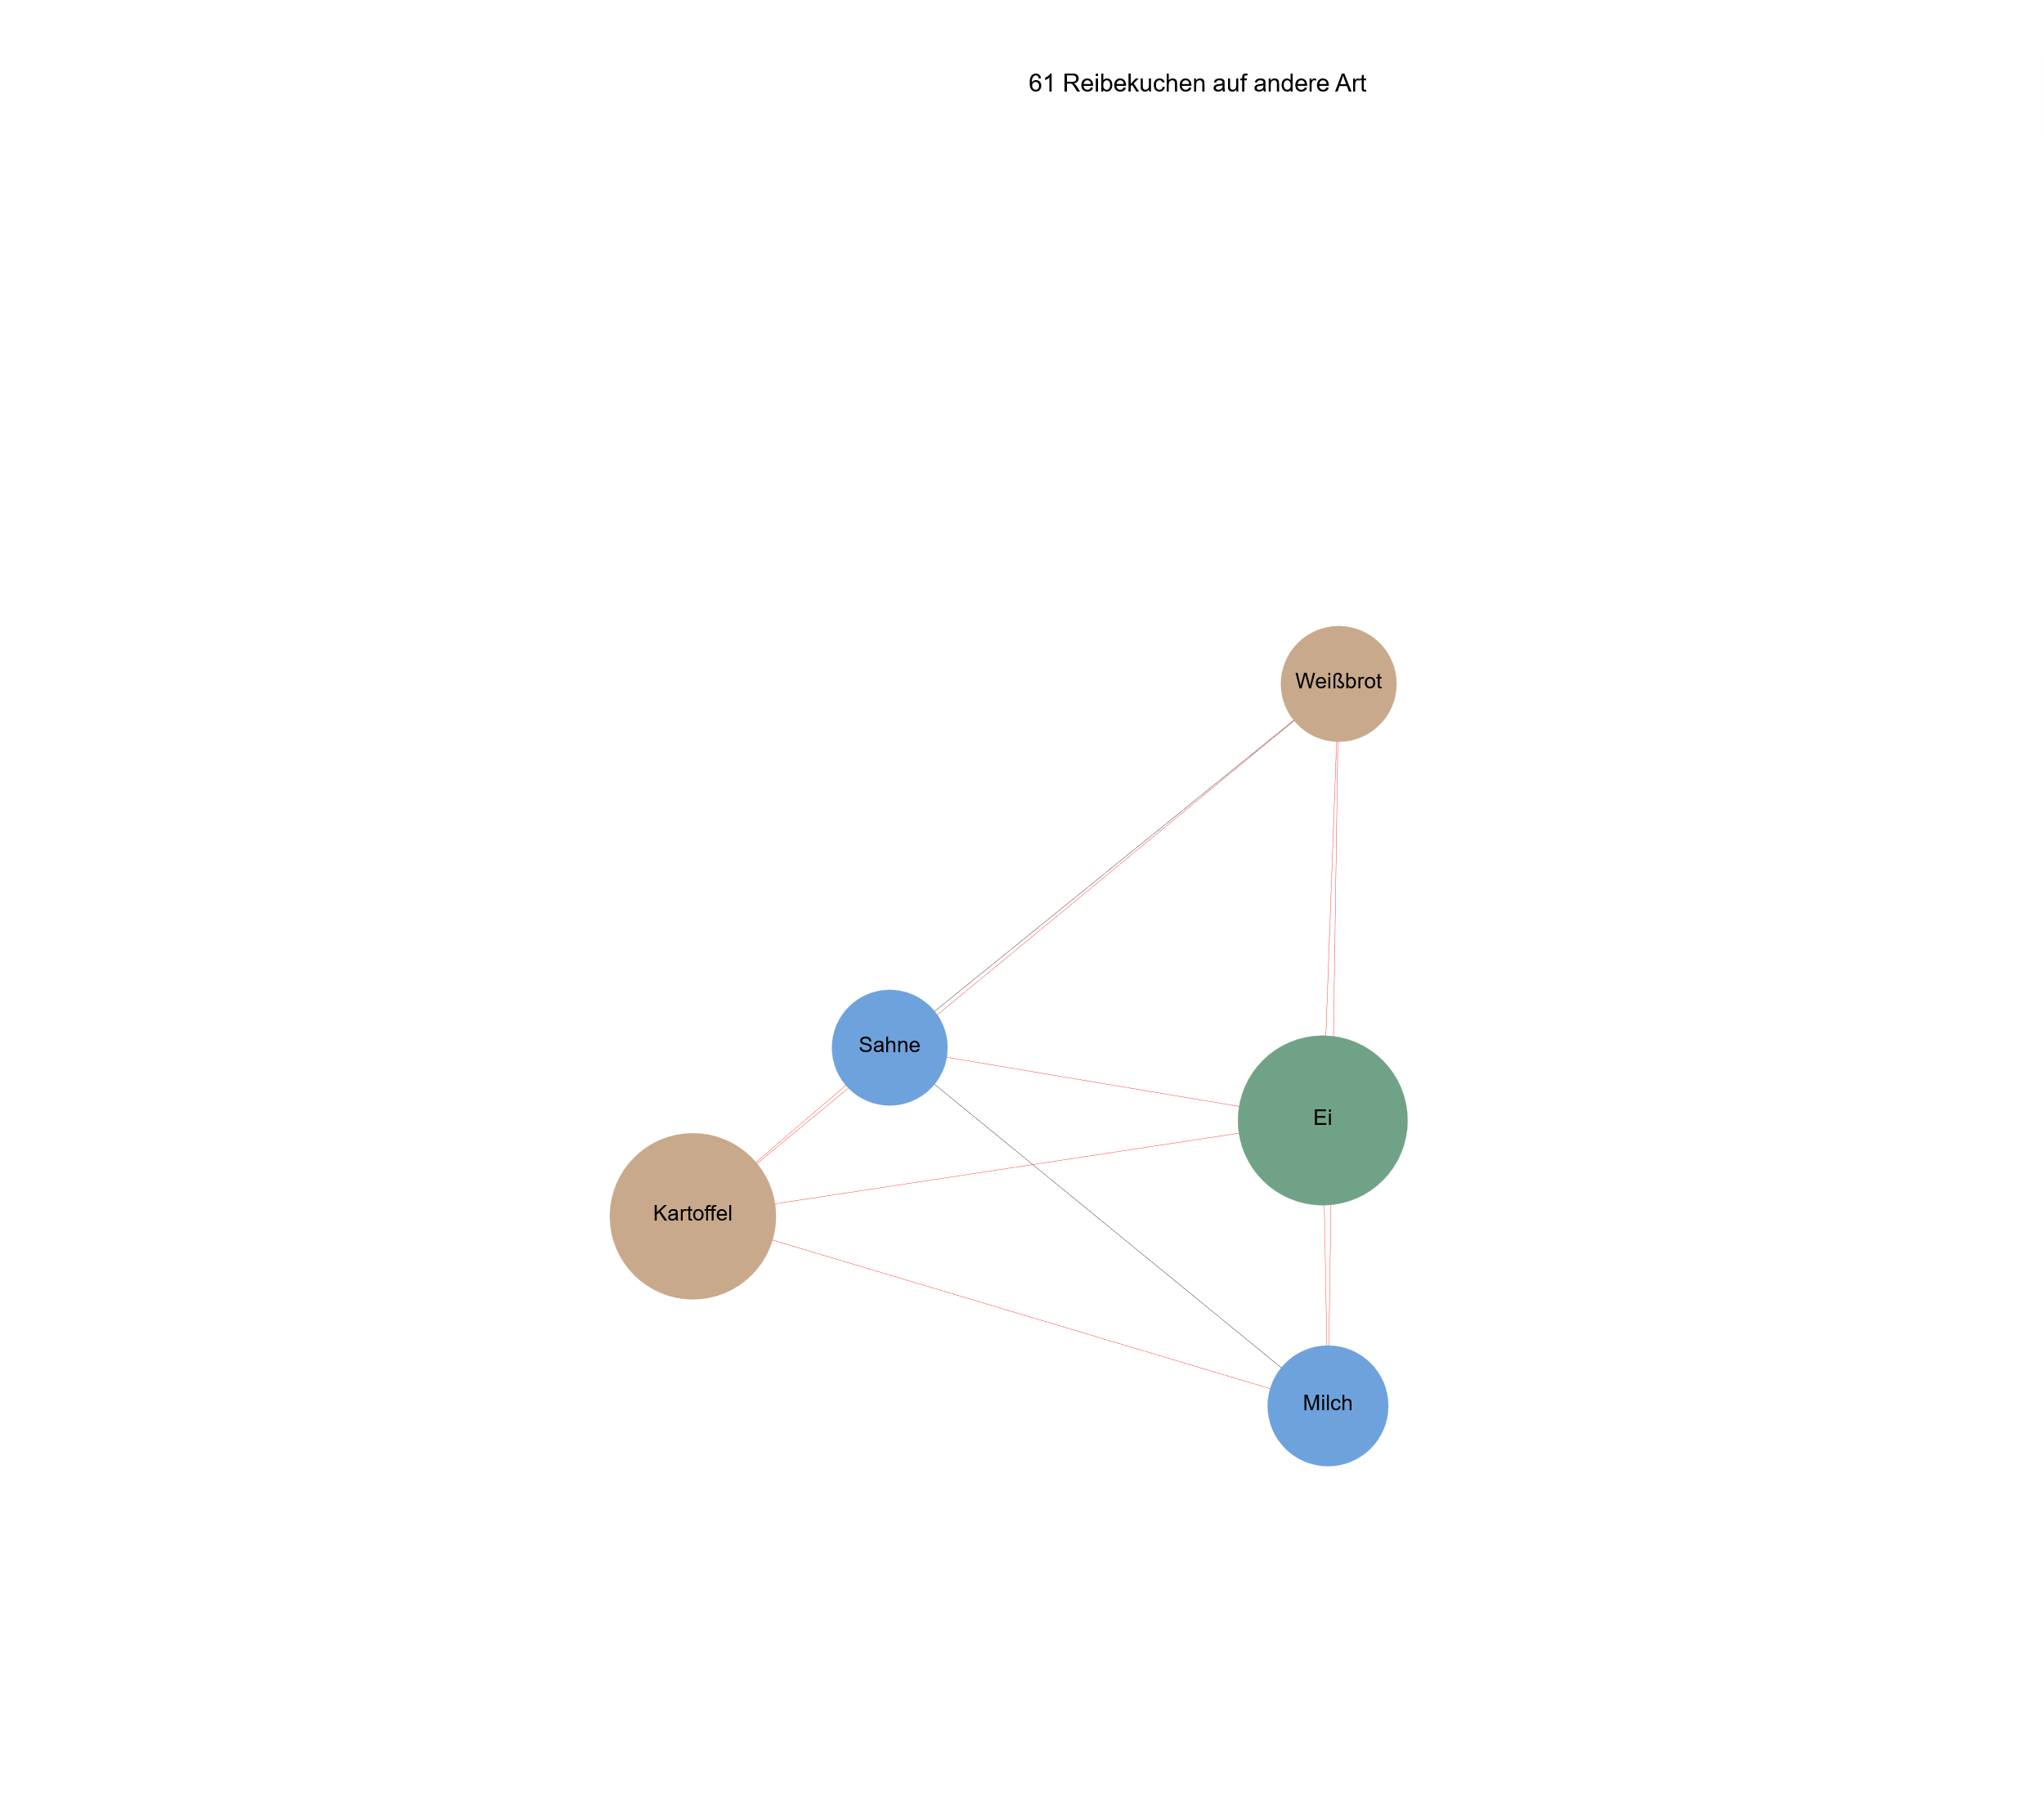 61 Reibekuchen auf andere Art
Weißbrot
Sahne
Ei
Kartoffel
Milch